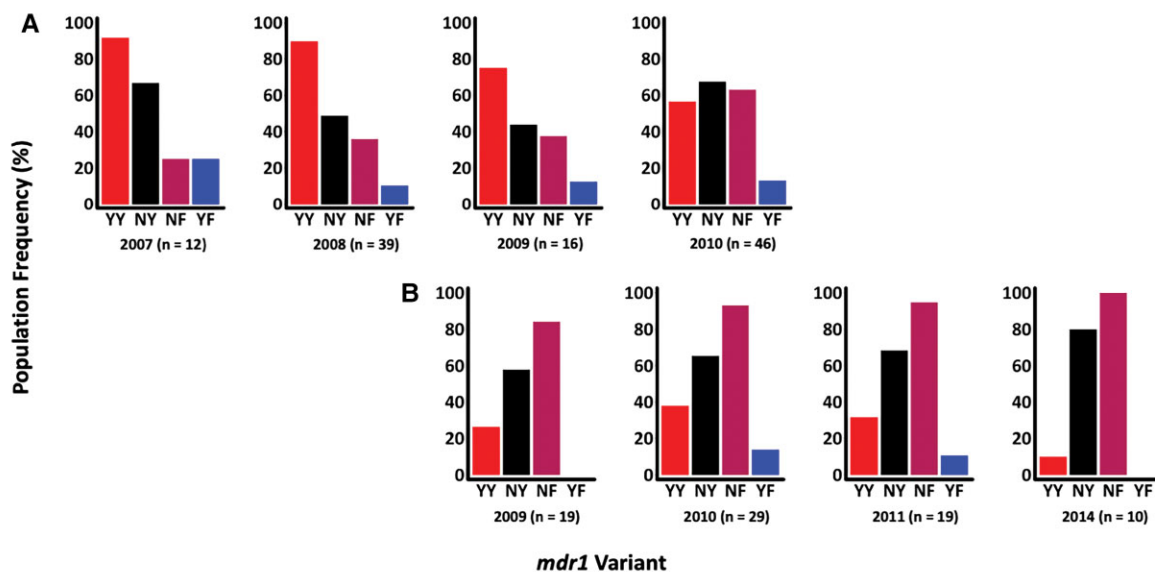 A
Population Frequency (%)
100
80
60
40
20
0
YY NY NF YF
2007 (n = 12)
100
80
60
40
20
0
YY NY NF YF
2008 (n = 39)
100
80
60
40
20
0
YY NY NF YF
2009 (n = 16)
100
80
60
40
20
0
YY NY NF YF
2010 (n = 46)
B
100
80
60
40
20
0
YY NY NF YF
2009 (n = 19)
100
80
60
40
20
0
YY NY NF YF
2010 (n = 29)
100
80
60
40
20
0
YY NY NF YF
2011 (n = 19)
100
80
60
40
20
0
YY NY NF YF
2014 (n = 10)
mdr1 Variant